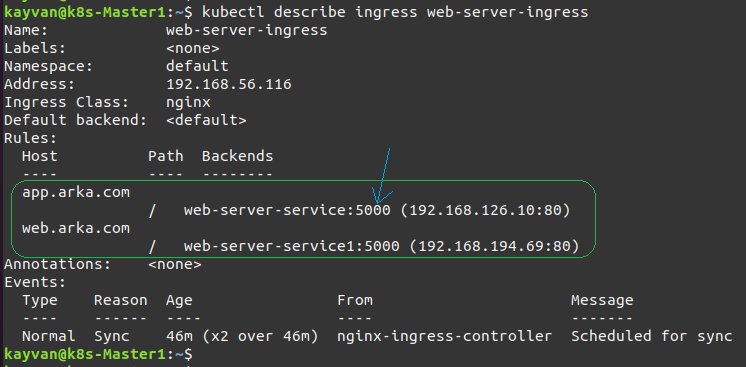 kayvan@k8s-Master1:~$ kubectl describe ingress web-server-ingress
Name:             web-server-ingress
Labels:           <none>
Namespace:        default
Address:          192.168.56.116
Ingress Class:    nginx
Default backend:  <default>
Rules:
  Host          Path  Backends
  ----          ----  --------
  app.arka.com
                /   web-server-service:5000 (192.168.126.10:80)
  web.arka.com
                /   web-server-service1:5000 (192.168.194.69:80)
Annotations:    <none>
Events:
  Type    Reason  Age                   From                      Message
  ----    ------  ----                  ----                      -------
  Normal  Sync    46m (x2 over 46m)  nginx-ingress-controller  Scheduled for sync
kayvan@k8s-Master1:~$